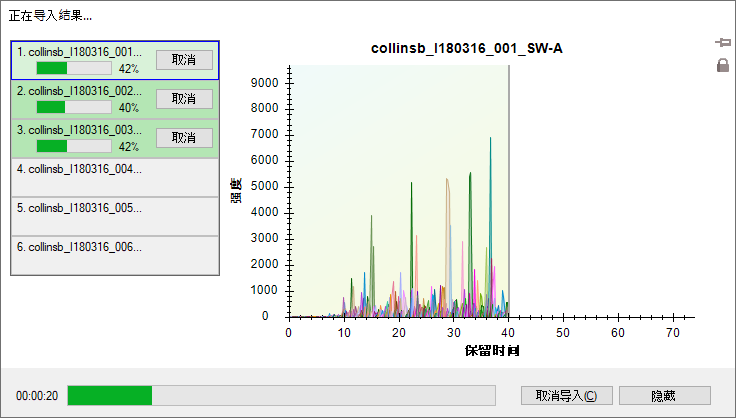 正在导入结果...
1. collinsb_I180316_001...
42%
取消
2. collinsb_I180316_002...
40%
取消
3. collinsb_I180316_003...
42%
取消
4. collinsb_I180316_004...
5. collinsb_I180316_005...
6. collinsb_I180316_006...
collinsb_I180316_001_SW-A
强度
9000
8000
7000
6000
5000
4000
3000
2000
1000
0
0 10 20 30 40 50 60 70
保留时间
00:00:20
取消导入(C)
隐藏